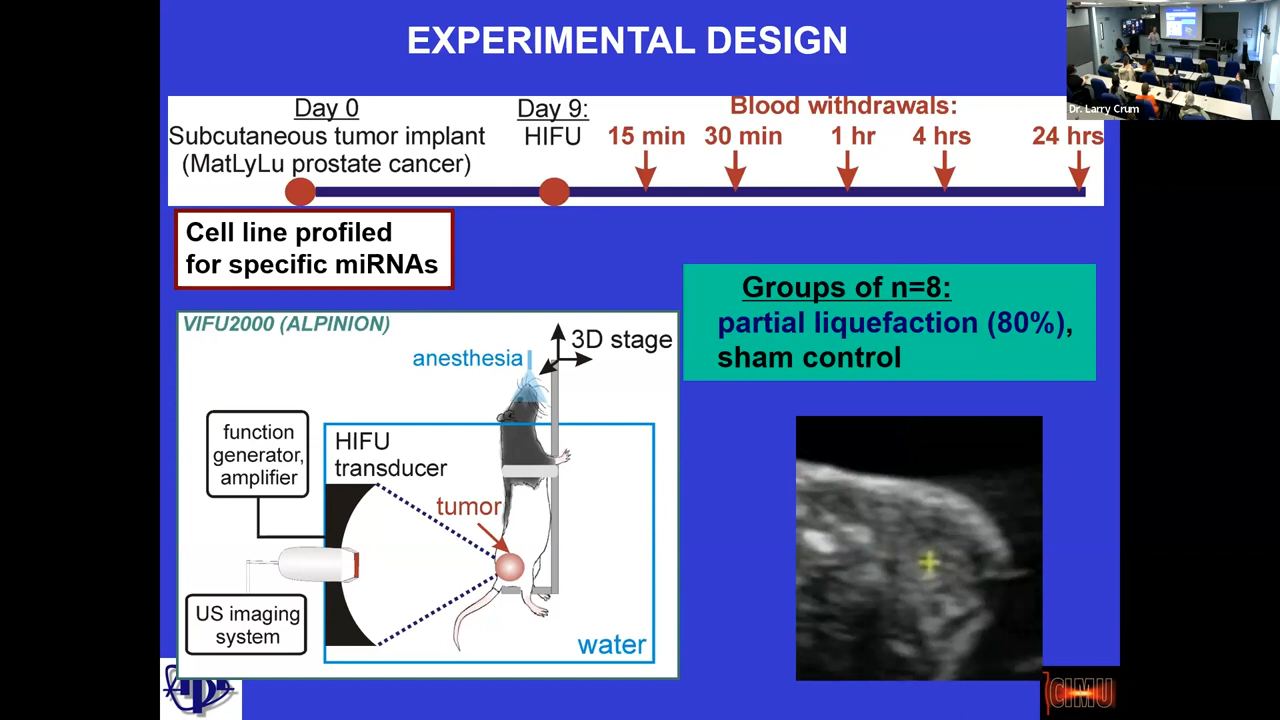 EXPERIMENTAL DESIGN
Dr. Larry Crum
Day 0
Subcutaneous tumor implant
(MatLyLu prostate cancer)
Day 9:
HIFU
Blood withdrawals:
15 min
30 min
1 hr
4 hrs
24 hrs
Cell line profiled
for specific miRNAs
Groups of n=8:
partial liquefaction (80%),
sham control
VIFU2000 (ALPINION)
3D stage
anesthesia
function
generator,
amplifier
HIFU
transducer
tumor
US imaging
system
water
CIMU